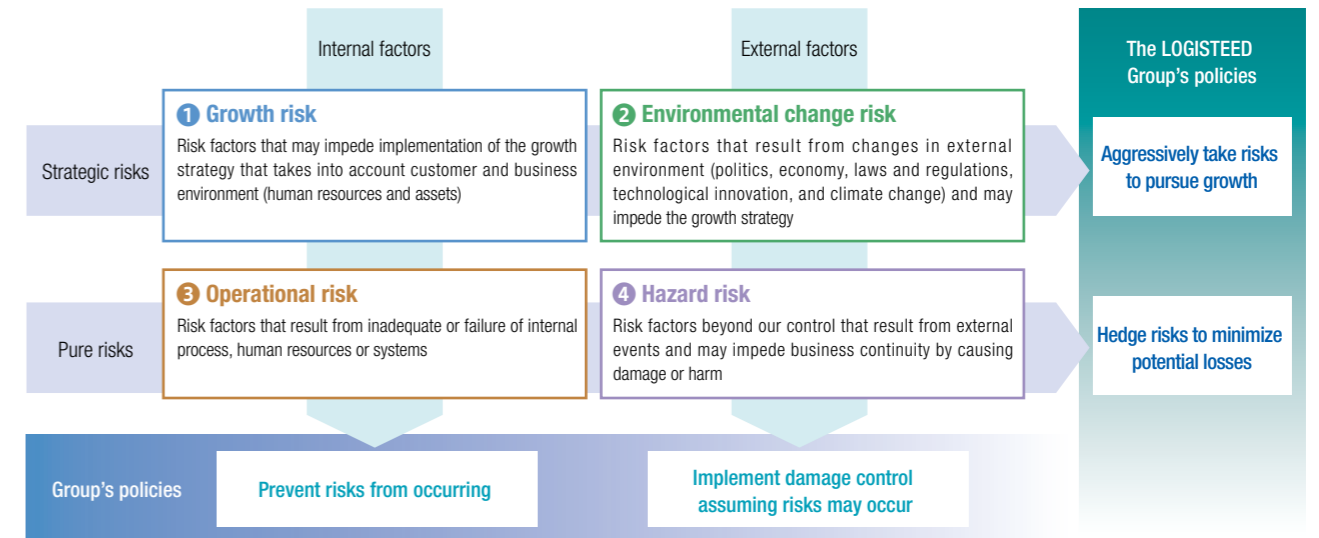 Internal factors
External factors
The LOGISTEED
Group's policies
Strategic risks
❶ Growth risk
Risk factors that may impede implementation of the growth
strategy that takes into account customer and business
environment (human resources and assets)
❷ Environmental change risk
Risk factors that result from changes in external
environment (politics, economy, laws and regulations,
technological innovation, and climate change) and may
impede the growth strategy
Aggressively take risks
to pursue growth
Pure risks
❸ Operational risk
Risk factors that result from inadequate or failure of internal
process, human resources or systems
❹ Hazard risk
Risk factors beyond our control that result from external
events and may impede business continuity by causing
damage or harm
Hedge risks to minimize
potential losses
Group's policies
Prevent risks from occurring
Implement damage control
assuming risks may occur